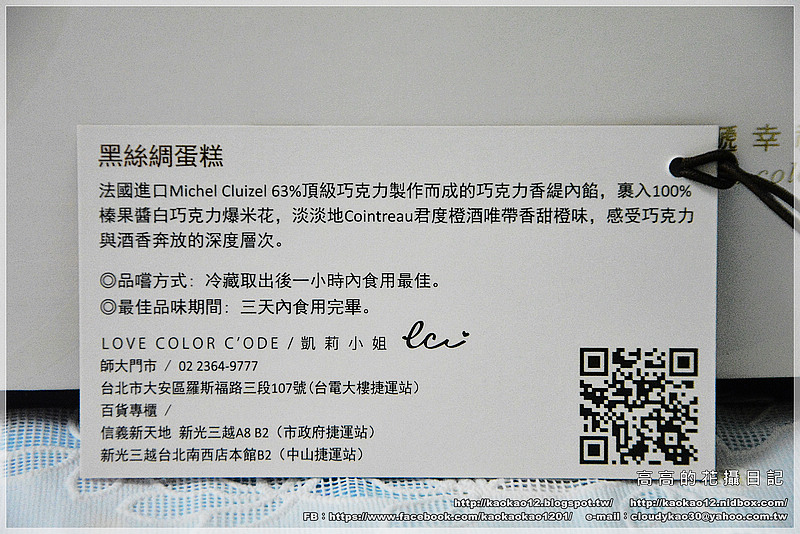 黑絲綢蛋糕
法國進口Michel Cluizel 63%頂級巧克力製作而成的巧克力香緹內餡，裹入100%
榛果醬白巧克力爆米花，淡淡地Cointreau君度橙酒唯帶香甜橙味，感受巧克力
與酒香奔放的深度層次。
◎品嚐方式：冷藏取出後一小時內食用最佳。
◎最佳品味期間：三天內食用完畢。
LOVE COLOR C'ODE / 凱莉小姐 lci
師大門市 / 02 2364-9777
台北市大安區羅斯福路三段107號(台電大樓捷運站)
百貨專櫃 /
信義新天地 新光三越A8 B2（市政府捷運站）
新光三越台北南西店本館B2（中山捷運站）
號幸
高高的花攝日記
http://kaokao12.blogspot.tw/ http://kaokao12.nidbox.com/
FB：https://www.facebook.com/kaokaokao1201/ e-mail：cloudykao30@yahoo.com.tw